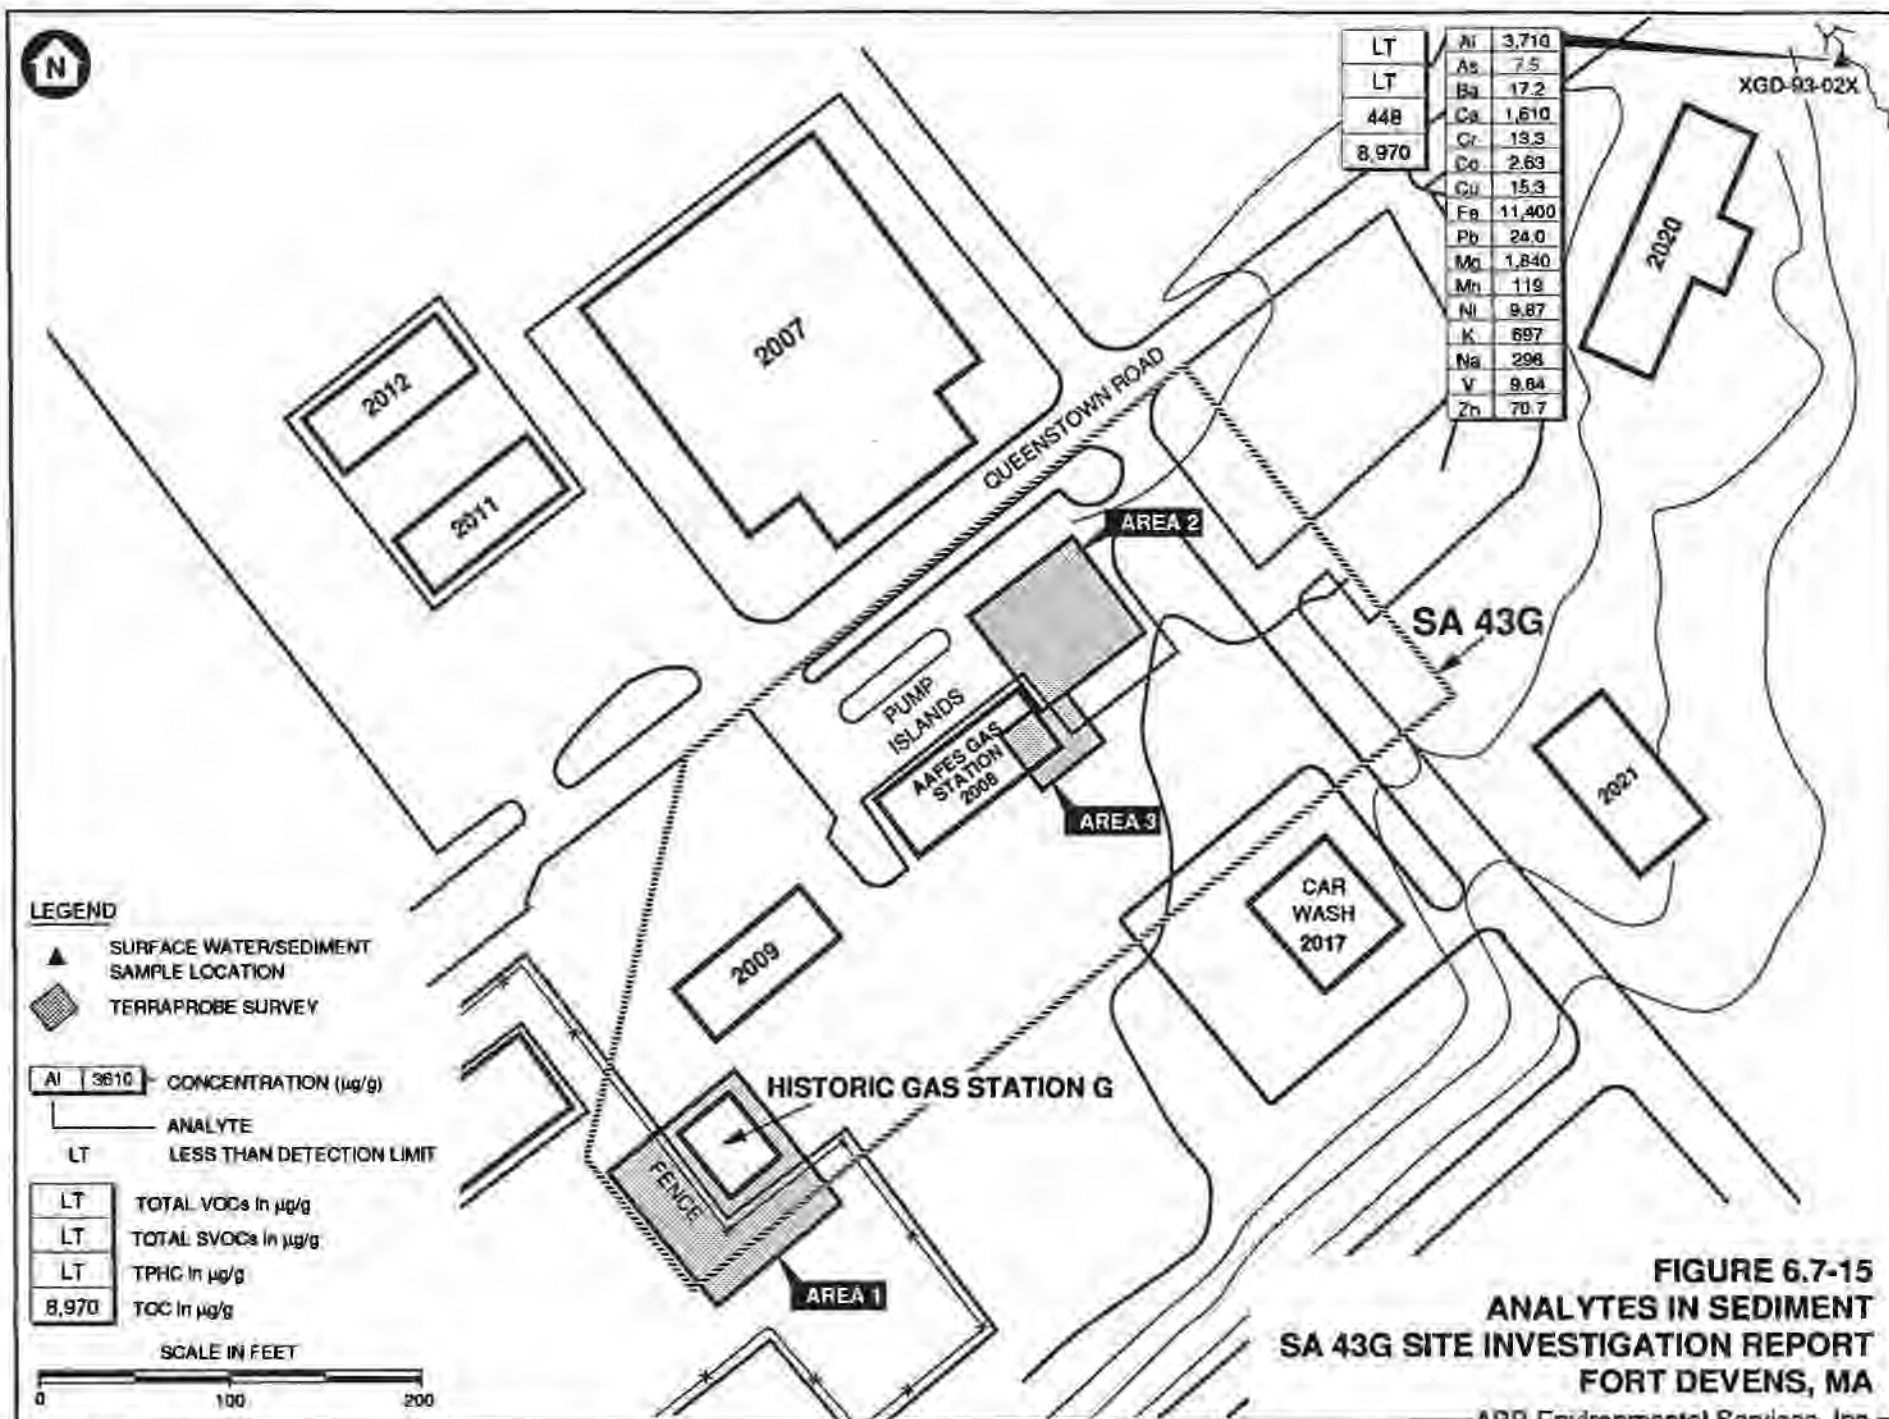 N
LT
LT
448
8,970
Al 3,710
As 7.5
Ba 17.2
Ca 1,610
Cr 13.3
Co 2.63
Cu 15.3
Fe 11,400
Pb 24.0
Mg 1,840
Mn 119
Ni 9.87
K 697
Na 296
V 9.64
Zn 70.7
XGD-93-02X
2020
2007
2012
2011
QUEENSTOWN ROAD
AREA 2
SA 43G
PUMP
ISLANDS
AAFES GAS
STATION
2008
AREA 3
2021
CAR
WASH
2017
2009
HISTORIC GAS STATION G
FENCE
AREA 1
LEGEND
SURFACE WATER/SEDIMENT
SAMPLE LOCATION
TERRAPROBE SURVEY
Al 3610 CONCENTRATION (µg/g)
ANALYTE
LT LESS THAN DETECTION LIMIT
LT TOTAL VOCs in µg/g
LT TOTAL SVOCs in µg/g
LT TPHC in µg/g
8,970 TOC in µg/g
SCALE IN FEET
0 100 200
FIGURE 6.7-15
ANALYTES IN SEDIMENT
SA 43G SITE INVESTIGATION REPORT
FORT DEVENS, MA
ABB Environmental Services, Inc.